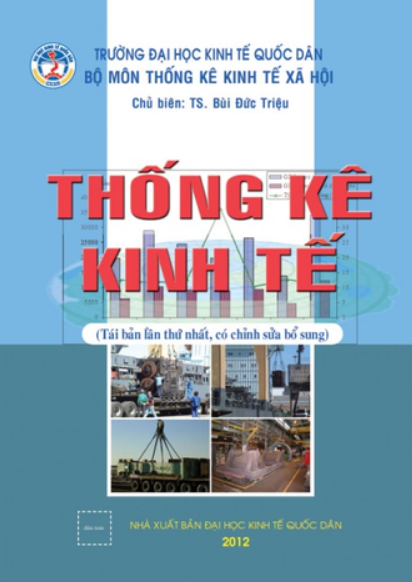 TRƯỜNG ĐẠI HỌC KINH TẾ QUỐC DÂN
BỘ MÔN THỐNG KÊ KINH TẾ XÃ HỘI
Chủ biên: TS. Bùi Đức Triệu
THỐNG KÊ
KINH TẾ
(Tái bản lần thứ nhất, có chỉnh sửa bổ sung)
NHÀ XUẤT BẢN ĐẠI HỌC KINH TẾ QUỐC DÂN
2012